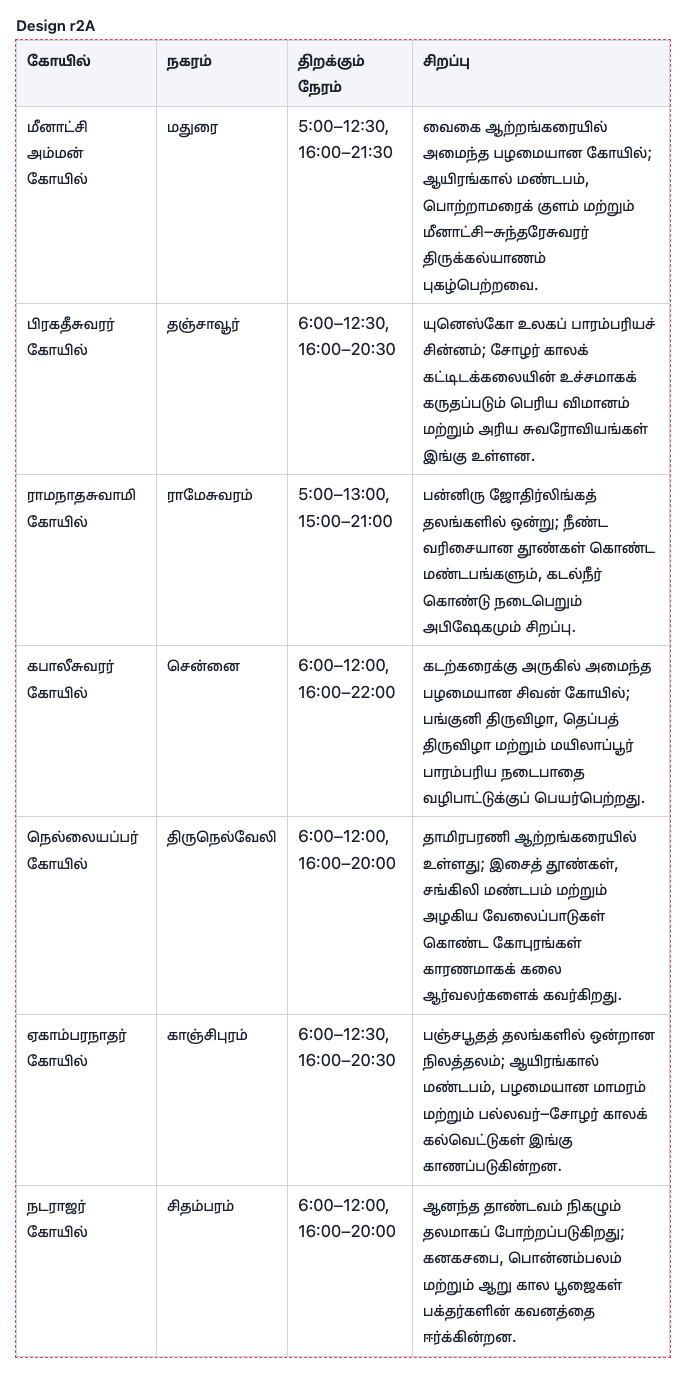 Design r2A
கோயில்
நகரம்
திறக்கும்
நேரம்
சிறப்பு
மீனாட்சி
அம்மன்
கோயில்
மதுரை
5:00–12:30,
16:00–21:30
வைகை ஆற்றங்கரையில்
அமைந்த பழமையான கோயில்;
ஆயிரங்கால் மண்டபம்,
பொற்றாமரைக் குளம் மற்றும்
மீனாட்சி–சுந்தரேசுவரர்
திருக்கல்யாணம்
புகழ்பெற்றவை.
பிரகதீசுவரர்
கோயில்
தஞ்சாவூர்
6:00–12:30,
16:00–20:30
யுனெஸ்கோ உலகப் பாரம்பரியச்
சின்னம்; சோழர் காலக்
கட்டிடக்கலையின் உச்சமாகக்
கருதப்படும் பெரிய விமானம்
மற்றும் அரிய சுவரோவியங்கள்
இங்கு உள்ளன.
ராமநாதசுவாமி
கோயில்
ராமேசுவரம்
5:00–13:00,
15:00–21:00
பன்னிரு ஜோதிர்லிங்கத்
தலங்களில் ஒன்று; நீண்ட
வரிசையான தூண்கள் கொண்ட
மண்டபங்களும், கடல்நீர்
கொண்டு நடைபெறும்
அபிஷேகமும் சிறப்பு.
கபாலீசுவரர்
கோயில்
சென்னை
6:00–12:00,
16:00–22:00
கடற்கரைக்கு அருகில் அமைந்த
பழமையான சிவன் கோயில்;
பங்குனி திருவிழா, தெப்பத்
திருவிழா மற்றும் மயிலாப்பூர்
பாரம்பரிய நடைபாதை
வழிபாட்டுக்குப் பெயர்பெற்றது.
நெல்லையப்பர்
கோயில்
திருநெல்வேலி
6:00–12:00,
16:00–20:00
தாமிரபரணி ஆற்றங்கரையில்
உள்ளது; இசைத் தூண்கள்,
சங்கிலி மண்டபம் மற்றும்
அழகிய வேலைப்பாடுகள்
கொண்ட கோபுரங்கள்
காரணமாகக் கலை
ஆர்வலர்களைக் கவர்கிறது.
ஏகாம்பரநாதர்
கோயில்
காஞ்சிபுரம்
6:00–12:30,
16:00–20:30
பஞ்சபூதத் தலங்களில் ஒன்றான
நிலத்தலம்; ஆயிரங்கால்
மண்டபம், பழமையான மாமரம்
மற்றும் பல்லவர்–சோழர் காலக்
கல்வெட்டுகள் இங்கு
காணப்படுகின்றன.
நடராஜர்
கோயில்
சிதம்பரம்
6:00–12:00,
16:00–20:00
ஆனந்த தாண்டவம் நிகழும்
தலமாகப் போற்றப்படுகிறது;
கனகசபை, பொன்னம்பலம்
மற்றும் ஆறு கால பூஜைகள்
பக்தர்களின் கவனத்தை
ஈர்க்கின்றன.